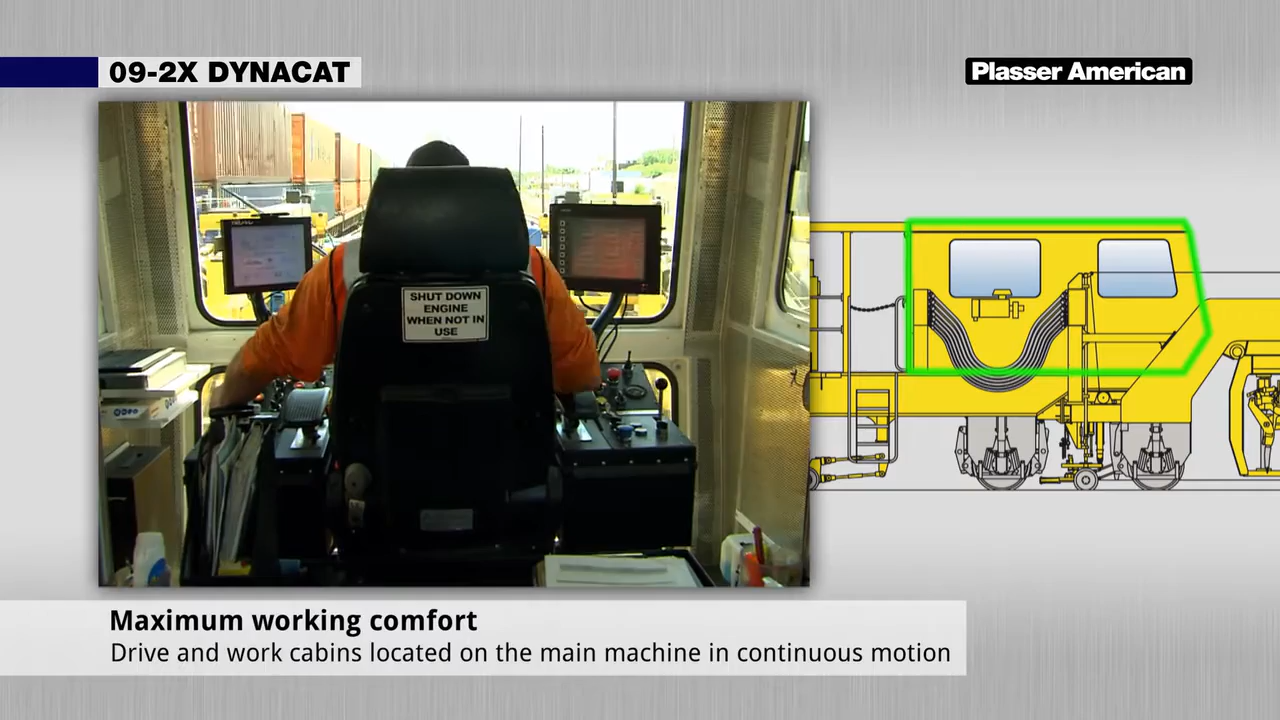 09-2X DYNACAT
Plasser American
SHUT DOWN
ENGINE
WHEN NOT IN
USE
Maximum working comfort
Drive and work cabins located on the main machine in continuous motion